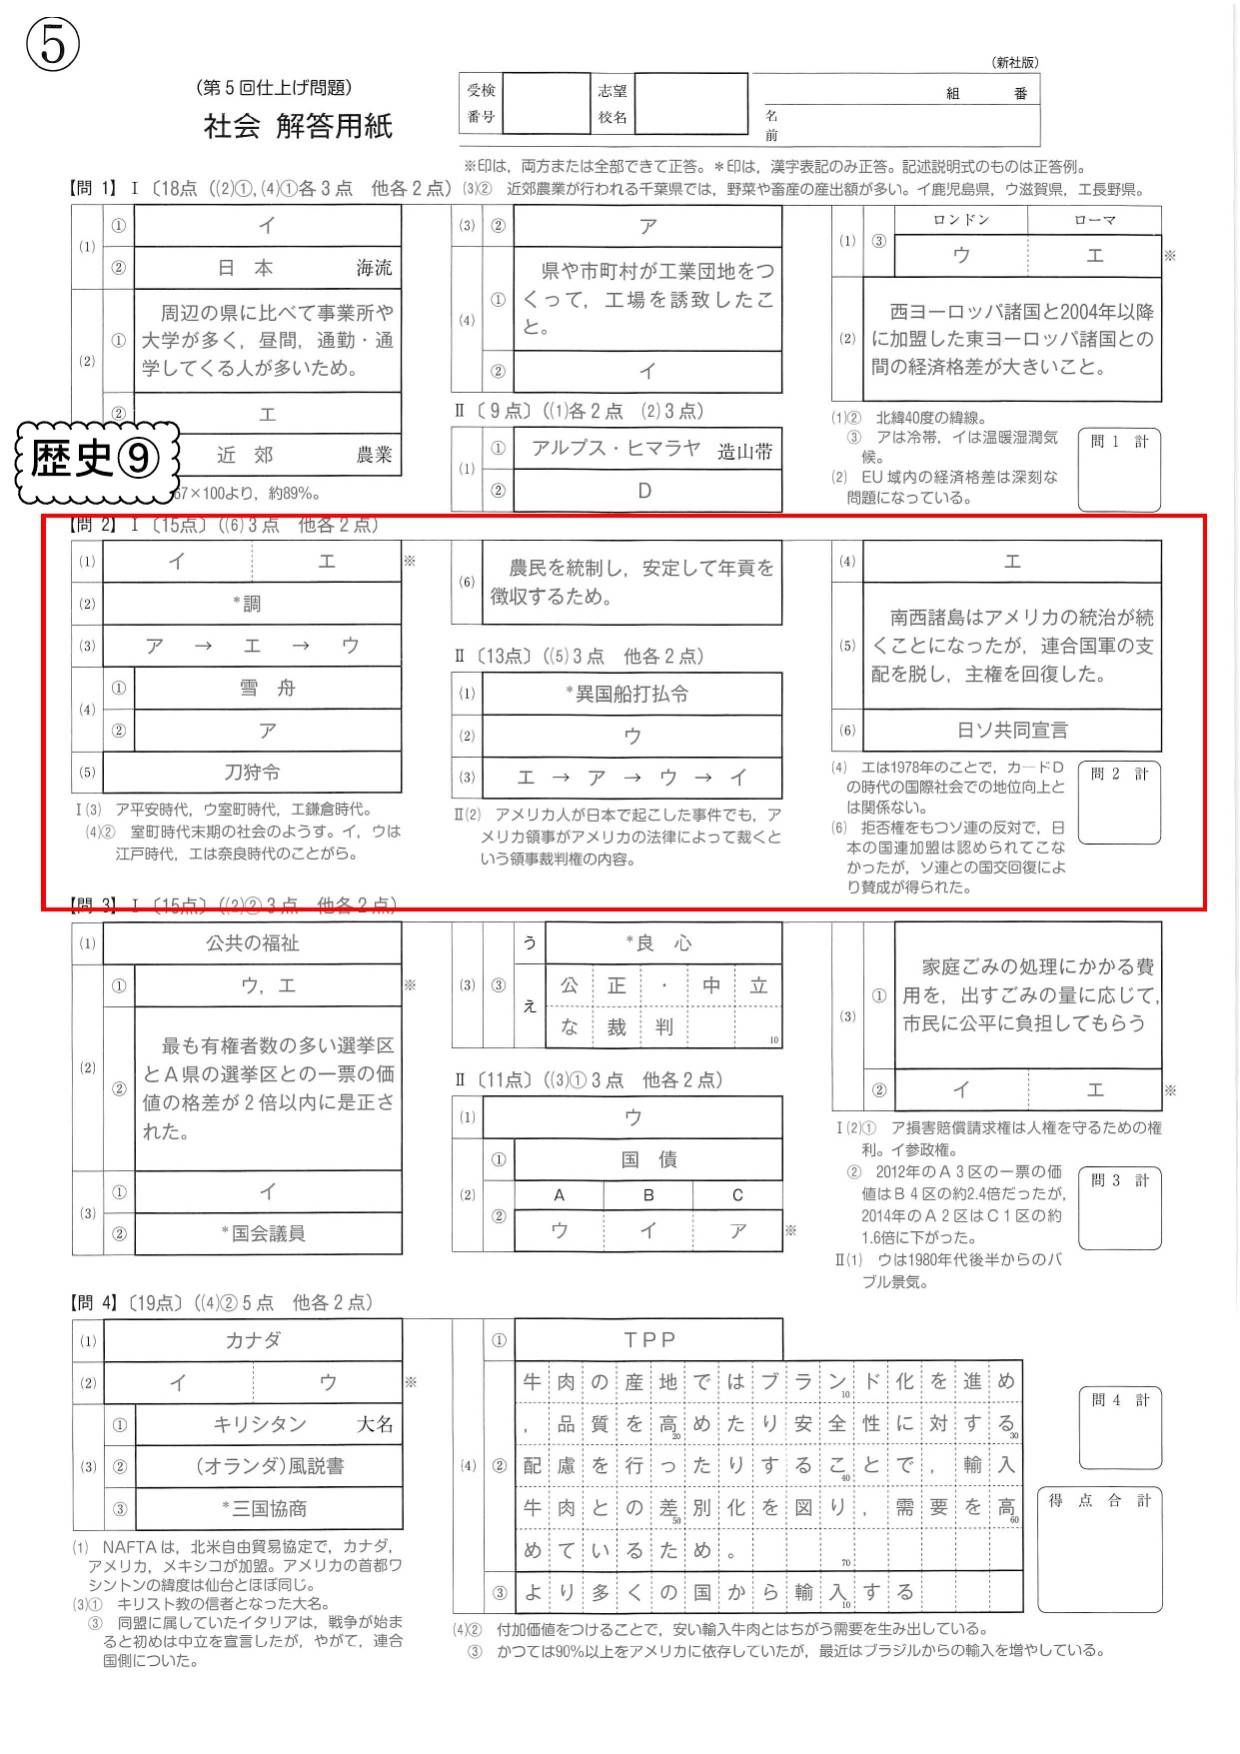 ⑤
(新社版)
(第5回仕上げ問題)
社会 解答用紙
受検番号
志望校名
組 番
名前
※印は，両方または全部できて正答。＊印は，漢字表記のみ正答。記述説明式のものは正答例。
【問 1】 Ⅰ〔18点（(2)①，(4)①各3点 他各2点）
(3)② 近郊農業が行われる千葉県では，野菜や畜産の産出額が多い。イ鹿児島県，ウ滋賀県，エ長野県。
(1) ① イ
② 日 本 海流
(2) ① 周辺の県に比べて事業所や
大学が多く，昼間，通勤・通
学してくる人が多いため。
② エ
近 郊 農業
67×100より，約89％。
(3) ② ア
(4) ① 県や市町村が工業団地をつ
くって，工場を誘致したこ
と。
② イ
Ⅱ〔9点〕((1)各2点 (2)3点）
(1) ① アルプス・ヒマラヤ 造山帯
② D
(1) ③ ロンドン ローマ
ウ エ ※
(2) 西ヨーロッパ諸国と2004年以降
に加盟した東ヨーロッパ諸国との
間の経済格差が大きいこと。
(1)② 北緯40度の緯線。
③ アは冷帯，イは温暖湿潤気
候。
(2) EU域内の経済格差は深刻な
問題になっている。
問1 計
歴史⑨
【問 2】 Ⅰ〔15点〕((6)3点 他各2点）
(1) イ エ ※
(2) ＊調
(3) ア → エ → ウ
(4) ① 雪 舟
② ア
(5) 刀狩令
Ⅰ(3) ア平安時代，ウ室町時代，エ鎌倉時代。
(4)② 室町時代末期の社会のようす。イ，ウは
江戸時代，エは奈良時代のことがら。
(6) 農民を統制し，安定して年貢を
徴収するため。
Ⅱ〔13点〕((5)3点 他各2点）
(1) ＊異国船打払令
(2) ウ
(3) エ → ア → ウ → イ
Ⅱ(2) アメリカ人が日本で起こした事件でも，ア
メリカ領事がアメリカの法律によって裁くと
いう領事裁判権の内容。
(4) エ
(5) 南西諸島はアメリカの統治が続
くことになったが，連合国軍の支
配を脱し，主権を回復した。
(6) 日ソ共同宣言
(4) エは1978年のことで，カードD
の時代の国際社会での地位向上と
は関係ない。
(6) 拒否権をもつソ連の反対で，日
本の国連加盟は認められてこな
かったが，ソ連との国交回復によ
り賛成が得られた。
問2 計
【問 3】 Ⅰ〔15点〕((2)②3点 他各2点）
(1) 公共の福祉
(2) ① ウ，エ ※
② 最も有権者数の多い選挙区
とA県の選挙区との一票の価
値の格差が2倍以内に是正さ
れた。
(3) ① イ
② ＊国会議員
(3) ③ う ＊良 心
え 公正・中立
な裁判 10
Ⅱ〔11点〕((3)①3点 他各2点）
(1) ウ
(2) ① 国 債
② A B C
ウ イ ア ※
(3) ① 家庭ごみの処理にかかる費
用を，出すごみの量に応じて，
市民に公平に負担してもらう
② イ エ ※
Ⅰ(2)① ア損害賠償請求権は人権を守るための権
利。イ参政権。
② 2012年のA3区の一票の価
値はB4区の約2.4倍だったが，
2014年のA2区はC1区の約
1.6倍に下がった。
Ⅱ(1) ウは1980年代後半からのバ
ブル景気。
問3 計
【問 4】〔19点〕((4)②5点 他各2点）
(1) カナダ
(2) イ ウ ※
(3) ① キリシタン 大名
② (オランダ)風説書
③ ＊三国協商
(1) NAFTAは，北米自由貿易協定で，カナダ，
アメリカ，メキシコが加盟。アメリカの首都ワ
シントンの緯度は仙台とほぼ同じ。
(3)① キリスト教の信者となった大名。
③ 同盟に属していたイタリアは，戦争が始ま
ると初めは中立を宣言したが，やがて，連合
国側についた。
(4) ① TPP
② 牛肉の産地ではブランド化を進め 10
，品質を高めたり安全性に対する 20 30
配慮を行ったりすることで，輸入 40
牛肉との差別化を図り，需要を高 50 60
めているため。 70
③ より多くの国から輸入する 10
(4)② 付加価値をつけることで，安い輸入牛肉とはちがう需要を生み出している。
③ かつては90％以上をアメリカに依存していたが，最近はブラジルからの輸入を増やしている。
問4 計
得点合計